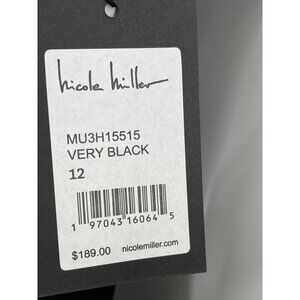 nicole miller
MU3H15515
VERY BLACK
12
1 97043 16064 5
$189.00 nicolemiller.com